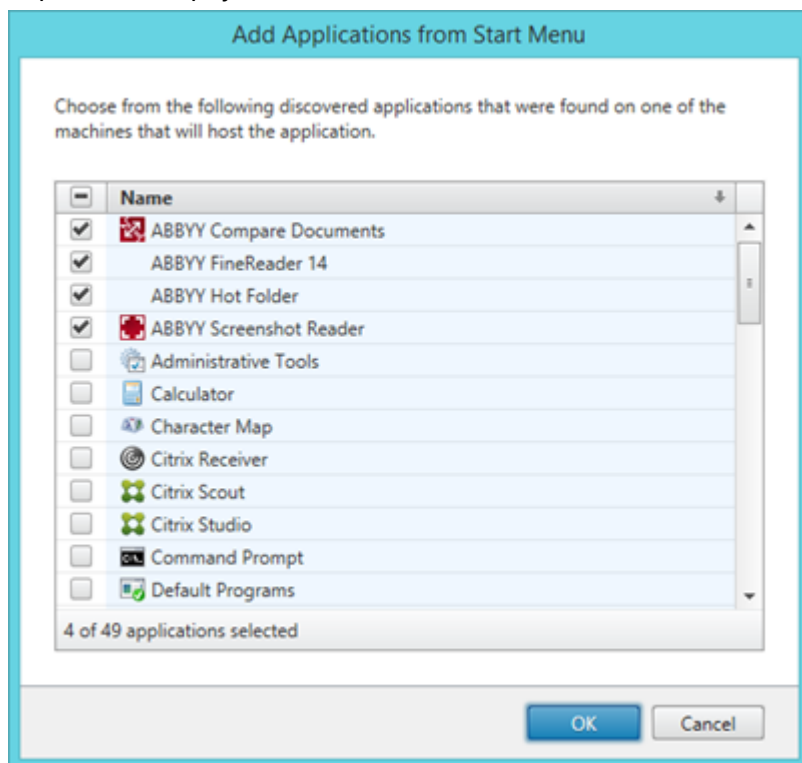 Add Applications from Start Menu
Choose from the following discovered applications that were found on one of the
machines that will host the application.
Name
ABBYY Compare Documents
ABBYY FineReader 14
ABBYY Hot Folder
ABBYY Screenshot Reader
Administrative Tools
Calculator
Character Map
Citrix Receiver
Citrix Scout
Citrix Studio
Command Prompt
Default Programs
4 of 49 applications selected
OK Cancel